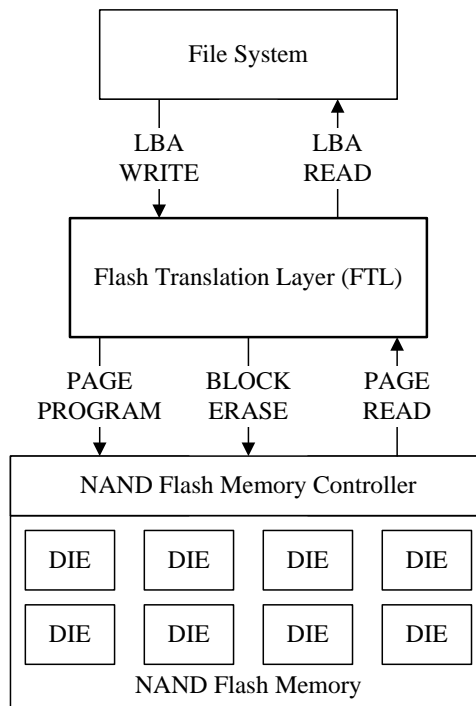 File System
LBA
WRITE
LBA
READ
Flash Translation Layer (FTL)
PAGE
PROGRAM
BLOCK
ERASE
PAGE
READ
NAND Flash Memory Controller
DIE
DIE
DIE
DIE
DIE
DIE
DIE
DIE
NAND Flash Memory